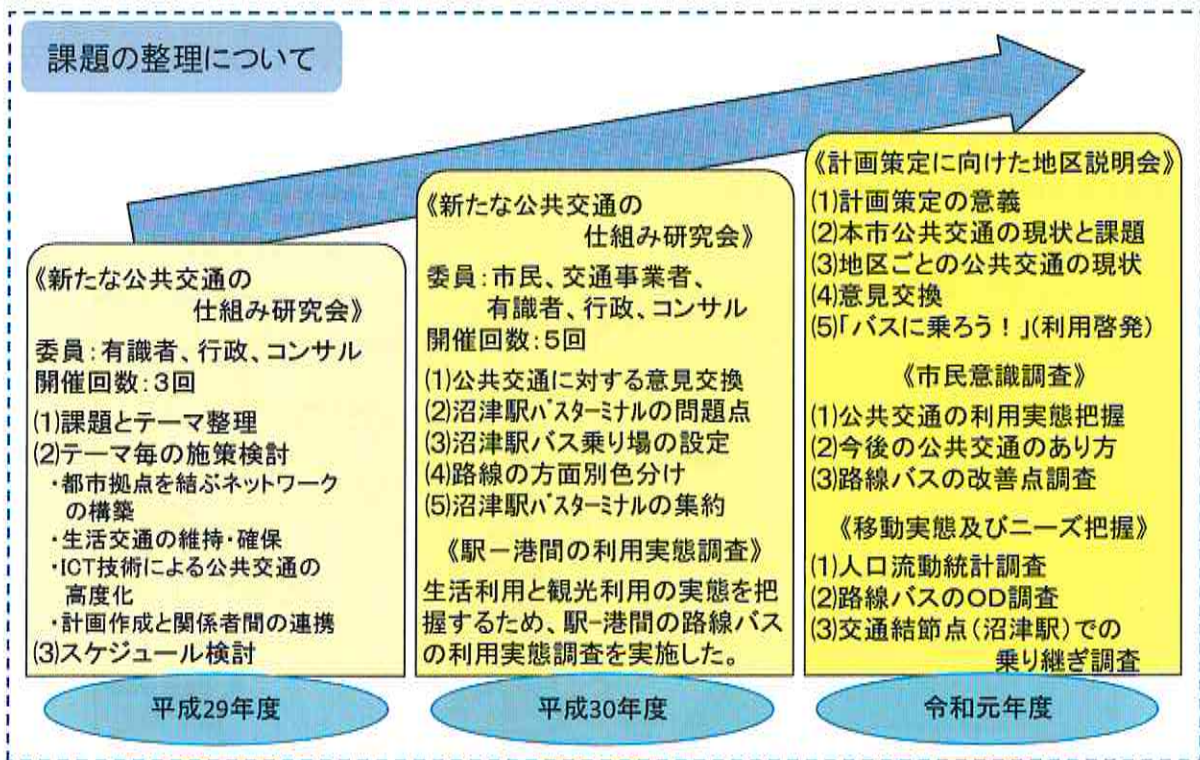 課題の整理について
《新たな公共交通の
仕組み研究会》
委員:有識者、行政、コンサル
開催回数:3回
(1)課題とテーマ整理
(2)テーマ毎の施策検討
・都市拠点を結ぶネットワーク
の構築
・生活交通の維持・確保
・ICT技術による公共交通の
高度化
・計画作成と関係者間の連携
(3)スケジュール検討
平成29年度
《新たな公共交通の
仕組み研究会》
委員:市民、交通事業者、
有識者、行政、コンサル
開催回数:5回
(1)公共交通に対する意見交換
(2)沼津駅バスターミナルの問題点
(3)沼津駅バス乗り場の設定
(4)路線の方面別色分け
(5)沼津駅バスターミナルの集約
《駅-港間の利用実態調査》
生活利用と観光利用の実態を把
握するため、駅-港間の路線バス
の利用実態調査を実施した。
平成30年度
《計画策定に向けた地区説明会》
(1)計画策定の意義
(2)本市公共交通の現状と課題
(3)地区ごとの公共交通の現状
(4)意見交換
(5)「バスに乗ろう!」(利用啓発)
《市民意識調査》
(1)公共交通の利用実態把握
(2)今後の公共交通のあり方
(3)路線バスの改善点調査
《移動実態及びニーズ把握》
(1)人口流動統計調査
(2)路線バスのOD調査
(3)交通結節点(沼津駅)での
乗り継ぎ調査
令和元年度